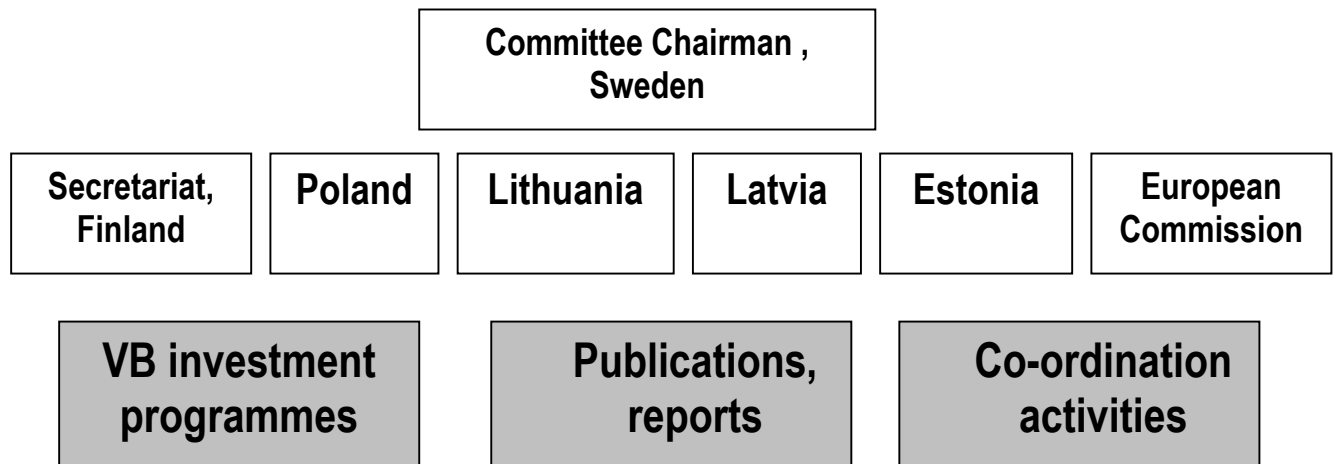 Committee Chairman ,
Sweden
Secretariat,
Finland
Poland
Lithuania
Latvia
Estonia
European
Commission
VB investment
programmes
Publications,
reports
Co-ordination
activities